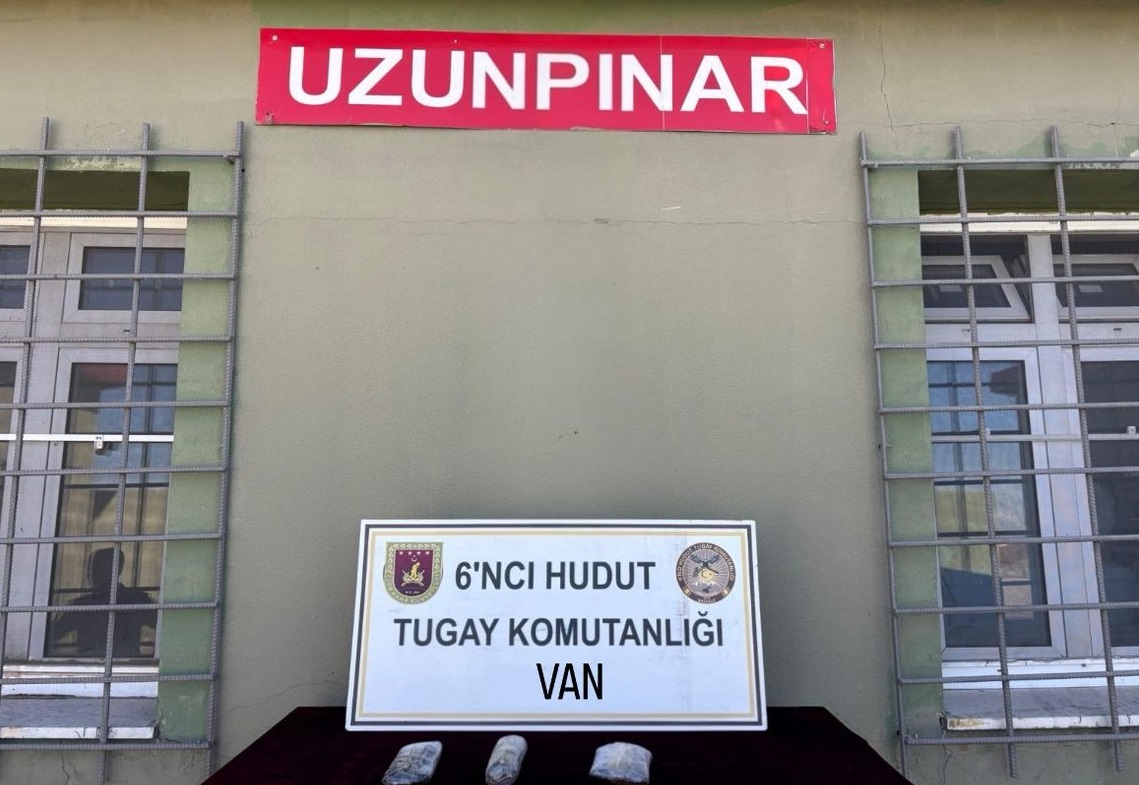 UZUNPINAR
6'NCI HUDUT
TUGAY KOMUTANLIĞI
VAN